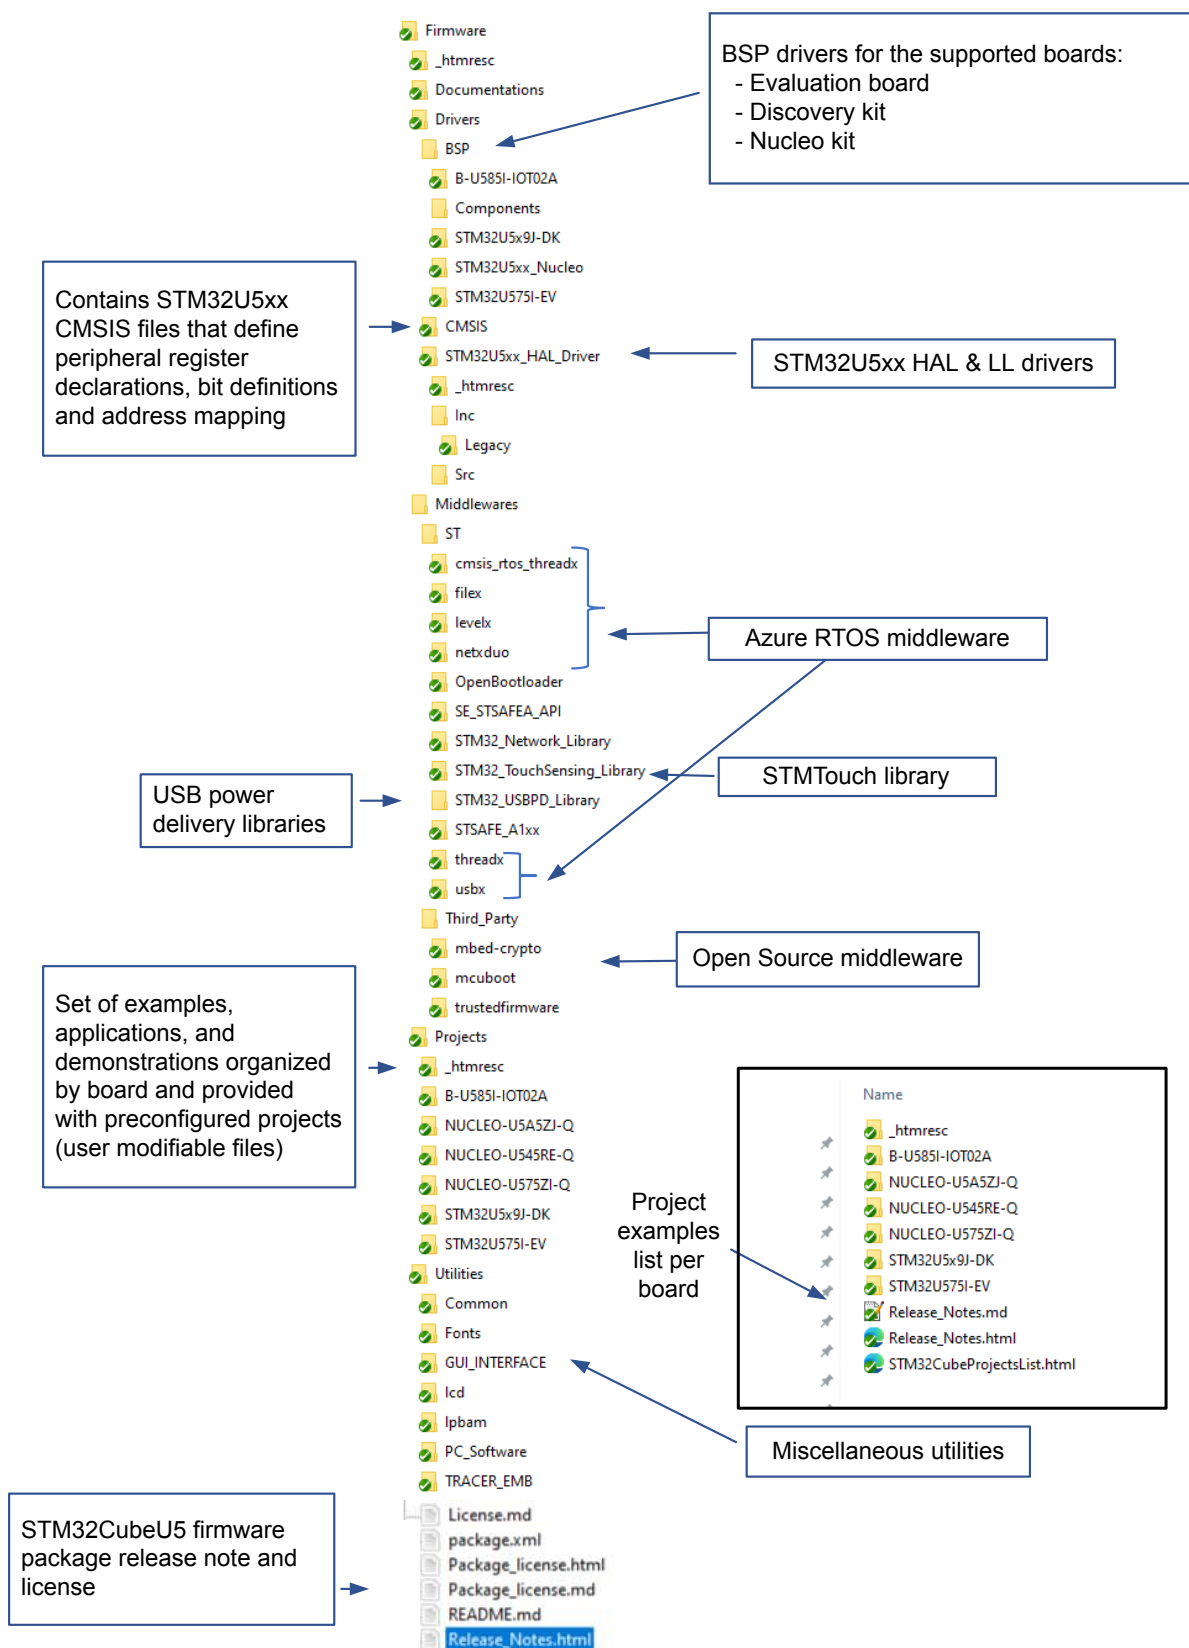 Firmware
_htmresc
Documentations
Drivers
BSP
B-U585I-IOT02A
Components
STM32U5x9J-DK
STM32U5xx_Nucleo
STM32U575I-EV
CMSIS
STM32U5xx_HAL_Driver
_htmresc
Inc
Legacy
Src
Middlewares
ST
cmsis_rtos_threadx
filex
levelx
netxduo
OpenBootloader
SE_STSAFEA_API
STM32_Network_Library
STM32_TouchSensing_Library
STM32_USBPD_Library
STSAFE_A1xx
threadx
usbx
Third_Party
mbed-crypto
mcuboot
trustedfirmware
Projects
_htmresc
B-U585I-IOT02A
NUCLEO-U5A5ZJ-Q
NUCLEO-U545RE-Q
NUCLEO-U575ZI-Q
STM32U5x9J-DK
STM32U575I-EV
Utilities
Common
Fonts
GUI_INTERFACE
lcd
lpbam
PC_Software
TRACER_EMB
License.md
package.xml
Package_license.html
Package_license.md
README.md
Release_Notes.html
BSP drivers for the supported boards:
- Evaluation board
- Discovery kit
- Nucleo kit
Contains STM32U5xx
CMSIS files that define
peripheral register
declarations, bit definitions
and address mapping
STM32U5xx HAL & LL drivers
Azure RTOS middleware
STMTouch library
USB power
delivery libraries
Open Source middleware
Set of examples,
applications, and
demonstrations organized
by board and provided
with preconfigured projects
(user modifiable files)
Project
examples
list per
board
Name
_htmresc
B-U585I-IOT02A
NUCLEO-U5A5ZJ-Q
NUCLEO-U545RE-Q
NUCLEO-U575ZI-Q
STM32U5x9J-DK
STM32U575I-EV
Release_Notes.md
Release_Notes.html
STM32CubeProjectsList.html
Miscellaneous utilities
STM32CubeU5 firmware
package release note and
license